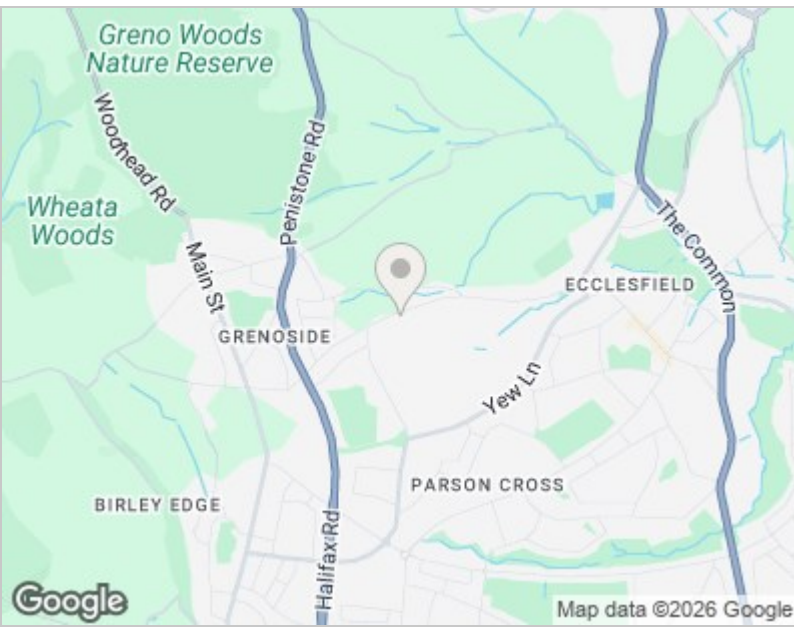 Greno Woods
Nature Reserve
Woodhead Rd
Penistone Rd
Wheata
Woods
Main St
The Common
ECCLESFIELD
GRENOSIDE
Yew Ln
PARSON CROSS
BIRLEY EDGE
Halifax Rd
Google
Map data ©2026 Google